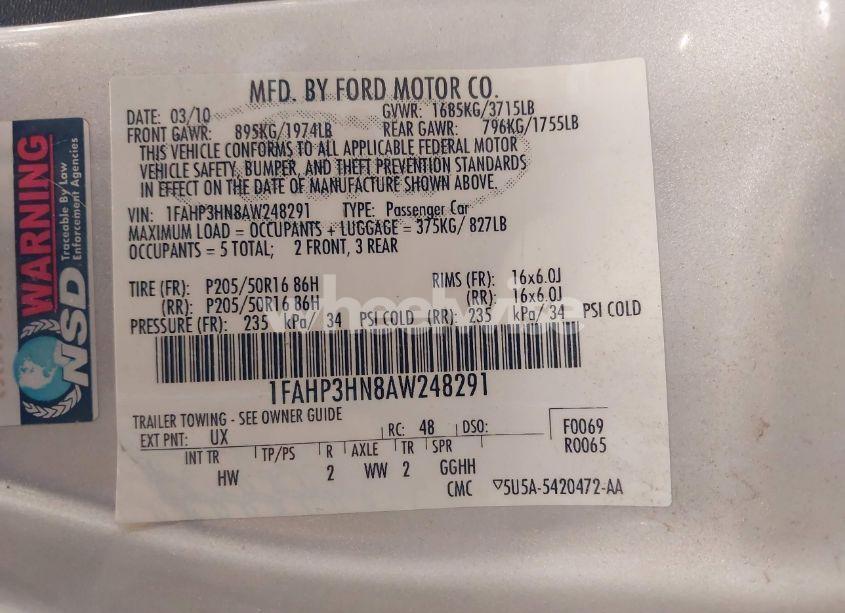 MFD. BY FORD MOTOR CO.
DATE: 03/10 GVWR: 1685KG/3715LB
FRONT GAWR: 895KG/1974LB REAR GAWR: 796KG/1755LB
THIS VEHICLE CONFORMS TO ALL APPLICABLE FEDERAL MOTOR
VEHICLE SAFETY, BUMPER, AND THEFT PREVENTION STANDARDS
IN EFFECT ON THE DATE OF MANUFACTURE SHOWN ABOVE.
VIN: 1FAHP3HN8AW248291 TYPE: Passenger Car
MAXIMUM LOAD = OCCUPANTS + LUGGAGE = 375KG/ 827LB
OCCUPANTS = 5 TOTAL; 2 FRONT, 3 REAR
TIRE (FR): P205/50R16 86H RIMS (FR): 16x6.0J
(RR): P205/50R16 86H (RR): 16x6.0J
PRESSURE (FR): 235 kPa/ 34 PSI COLD (RR): 235 kPa/ 34 PSI COLD
1FAHP3HN8AW248291
TRAILER TOWING - SEE OWNER GUIDE
EXT PNT: UX RC: 48 DSO: F0069
R0065
INT TR TP/PS R AXLE TR SPR
HW 2 WW 2 GGHH
CMC ▽5U5A-5420472-AA
WARNING
Traceable By Law
Enforcement Agencies
NSD
wheelwise